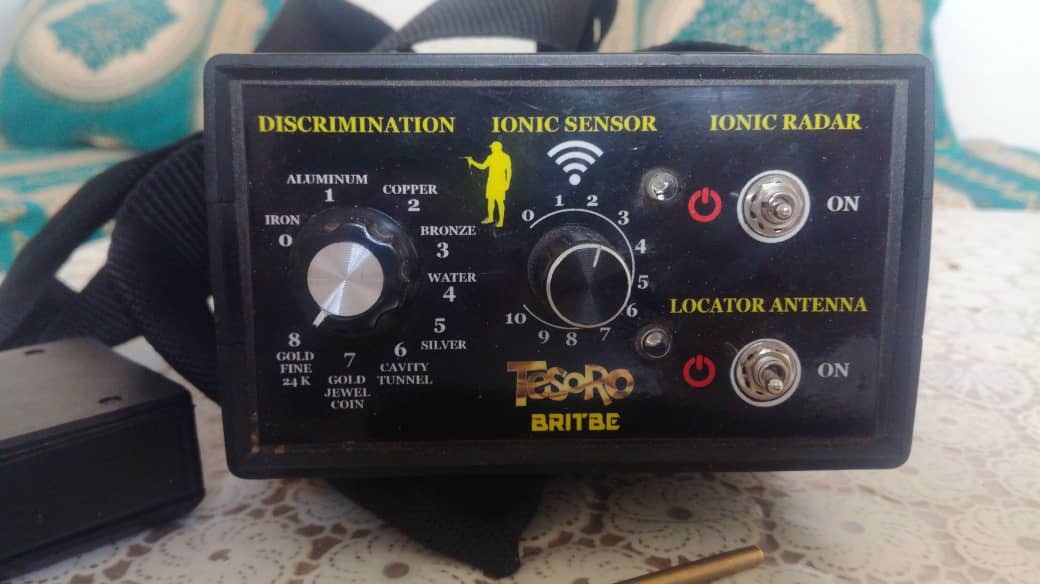 DISCRIMINATION
ALUMINUM
1
COPPER
2
IRON
0
BRONZE
3
WATER
4
5
SILVER
6
CAVITY
TUNNEL
7
GOLD
JEWEL
COIN
8
GOLD
FINE
24 K
IONIC SENSOR
0
1
2
3
4
5
6
7
8
9
10
TESORO
BRITBE
IONIC RADAR
ON
LOCATOR ANTENNA
ON